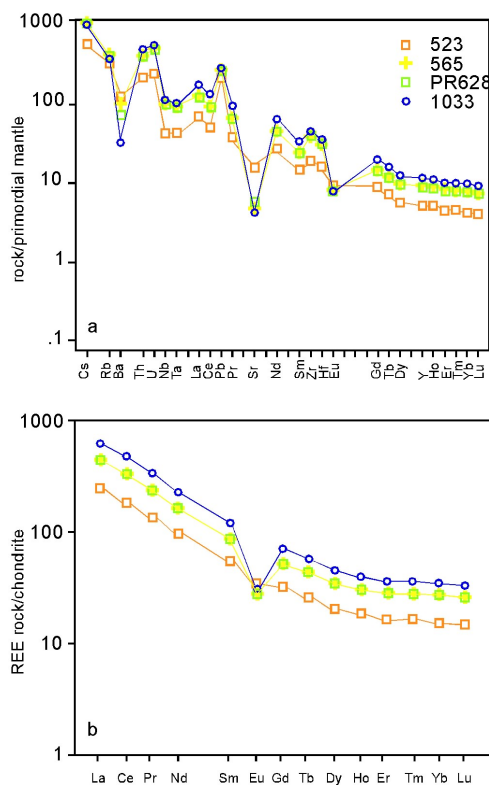 1000
523
565
PR628
1033
100
10
1
.1
rock/primordial mantle
a
Cs Rb Ba Th U Nb Ta La Ce Pb Pr Sr Nd Sm Zr Hf Eu Gd Tb Dy Y Ho Er Tm Yb Lu
1000
100
10
1
REE rock/chondrite
b
La Ce Pr Nd Sm Eu Gd Tb Dy Ho Er Tm Yb Lu